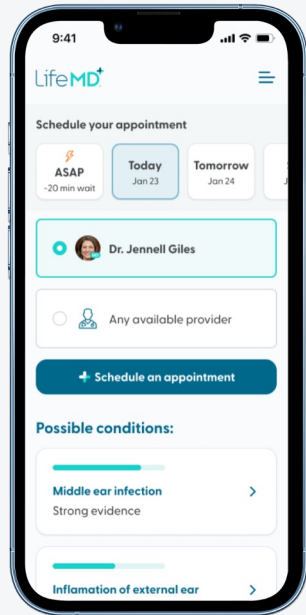 9:41
LifeMD
Schedule your appointment
ASAP
~20 min wait
Today
Jan 23
Tomorrow
Jan 24
Dr. Jennell Giles
Any available provider
Schedule an appointment
Possible conditions:
Middle ear infection
Strong evidence
Inflamation of external ear